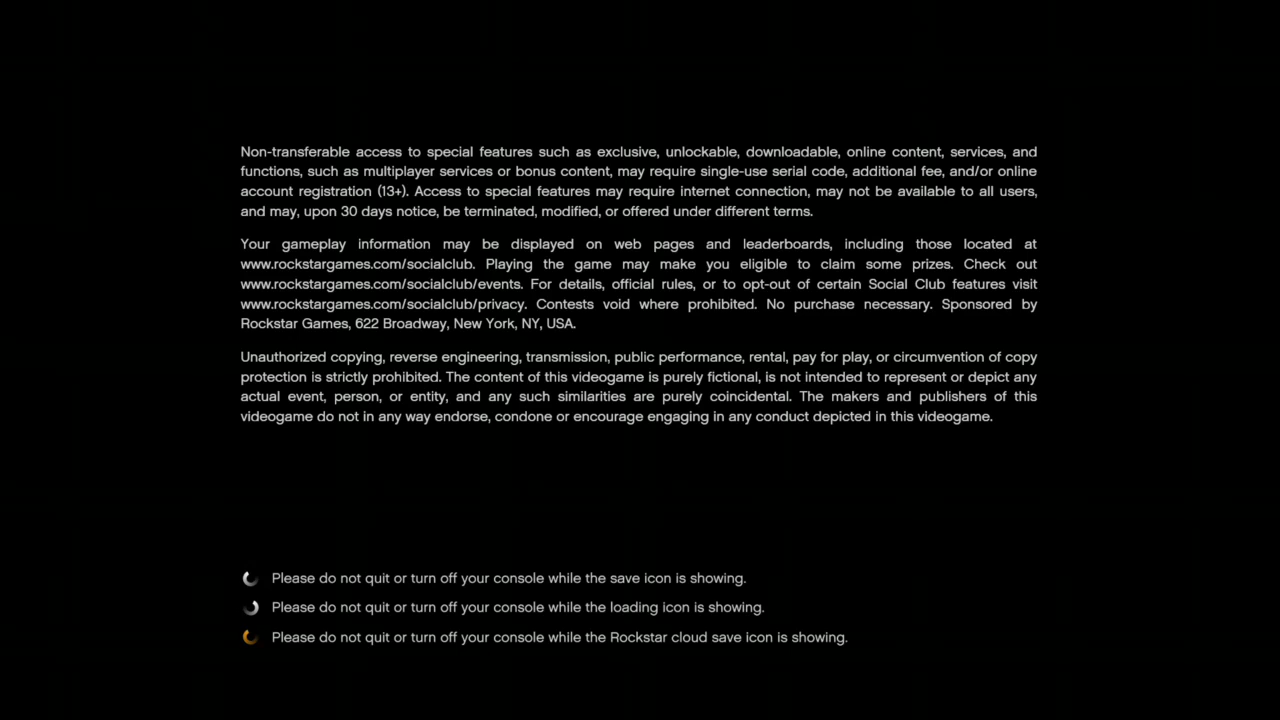 Non-transferable access to special features such as exclusive, unlockable, downloadable, online content, services, and
functions, such as multiplayer services or bonus content, may require single-use serial code, additional fee, and/or online
account registration (13+). Access to special features may require internet connection, may not be available to all users,
and may, upon 30 days notice, be terminated, modified, or offered under different terms.
Your gameplay information may be displayed on web pages and leaderboards, including those located at
www.rockstargames.com/socialclub. Playing the game may make you eligible to claim some prizes. Check out
www.rockstargames.com/socialclub/events. For details, official rules, or to opt-out of certain Social Club features visit
www.rockstargames.com/socialclub/privacy. Contests void where prohibited. No purchase necessary. Sponsored by
Rockstar Games, 622 Broadway, New York, NY, USA.
Unauthorized copying, reverse engineering, transmission, public performance, rental, pay for play, or circumvention of copy
protection is strictly prohibited. The content of this videogame is purely fictional, is not intended to represent or depict any
actual event, person, or entity, and any such similarities are purely coincidental. The makers and publishers of this
videogame do not in any way endorse, condone or encourage engaging in any conduct depicted in this videogame.
Please do not quit or turn off your console while the save icon is showing.
Please do not quit or turn off your console while the loading icon is showing.
Please do not quit or turn off your console while the Rockstar cloud save icon is showing.